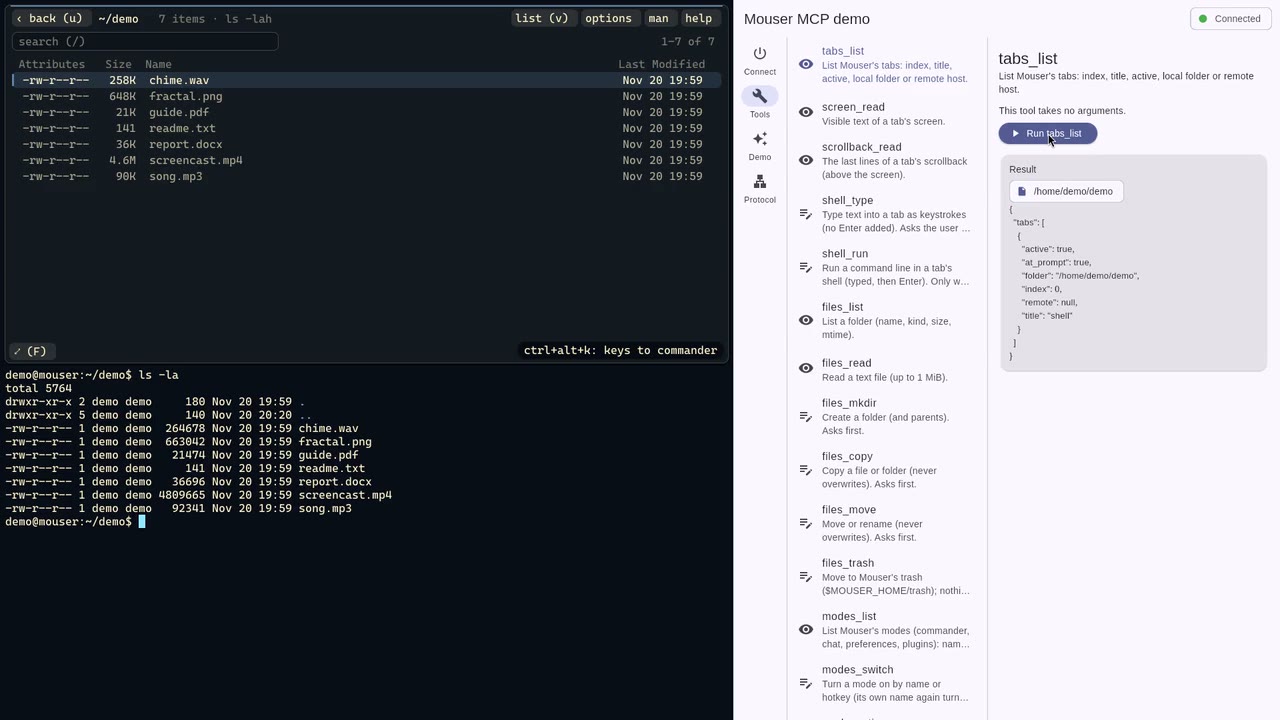 ‹ back (u) ~/demo 7 items · ls -lah list (v) options man help
search (/) 1-7 of 7
Attributes Size Name Last Modified
-rw-r--r-- 258K chime.wav Nov 20 19:59
-rw-r--r-- 648K fractal.png Nov 20 19:59
-rw-r--r-- 21K guide.pdf Nov 20 19:59
-rw-r--r-- 141 readme.txt Nov 20 19:59
-rw-r--r-- 36K report.docx Nov 20 19:59
-rw-r--r-- 4.6M screencast.mp4 Nov 20 19:59
-rw-r--r-- 90K song.mp3 Nov 20 19:59
⤢ (F) ctrl+alt+k: keys to commander
demo@mouser:~/demo$ ls -la
total 5764
drwxr-xr-x 2 demo demo 180 Nov 20 19:59 .
drwxr-xr-x 5 demo demo 140 Nov 20 20:20 ..
-rw-r--r-- 1 demo demo 264678 Nov 20 19:59 chime.wav
-rw-r--r-- 1 demo demo 663042 Nov 20 19:59 fractal.png
-rw-r--r-- 1 demo demo 21474 Nov 20 19:59 guide.pdf
-rw-r--r-- 1 demo demo 141 Nov 20 19:59 readme.txt
-rw-r--r-- 1 demo demo 36696 Nov 20 19:59 report.docx
-rw-r--r-- 1 demo demo 4809665 Nov 20 19:59 screencast.mp4
-rw-r--r-- 1 demo demo 92341 Nov 20 19:59 song.mp3
demo@mouser:~/demo$
Mouser MCP demo
Connected
Connect
Tools
Demo
Protocol
tabs_list
List Mouser's tabs: index, title,
active, local folder or remote host.
screen_read
Visible text of a tab's screen.
scrollback_read
The last lines of a tab's scrollback
(above the screen).
shell_type
Type text into a tab as keystrokes
(no Enter added). Asks the user ...
shell_run
Run a command line in a tab's
shell (typed, then Enter). Only w...
files_list
List a folder (name, kind, size,
mtime).
files_read
Read a text file (up to 1 MiB).
files_mkdir
Create a folder (and parents).
Asks first.
files_copy
Copy a file or folder (never
overwrites). Asks first.
files_move
Move or rename (never
overwrites). Asks first.
files_trash
Move to Mouser's trash
($MOUSER_HOME/trash); nothi...
modes_list
List Mouser's modes (commander,
chat, preferences, plugins): nam...
modes_switch
Turn a mode on by name or
hotkey (its own name again turn...
tabs_list
List Mouser's tabs: index, title, active, local folder or remote
host.
This tool takes no arguments.
Run tabs_list
Result
/home/demo/demo
{
"tabs": [
{
"active": true,
"at_prompt": true,
"folder": "/home/demo/demo",
"index": 0,
"remote": null,
"title": "shell"
}
]
}